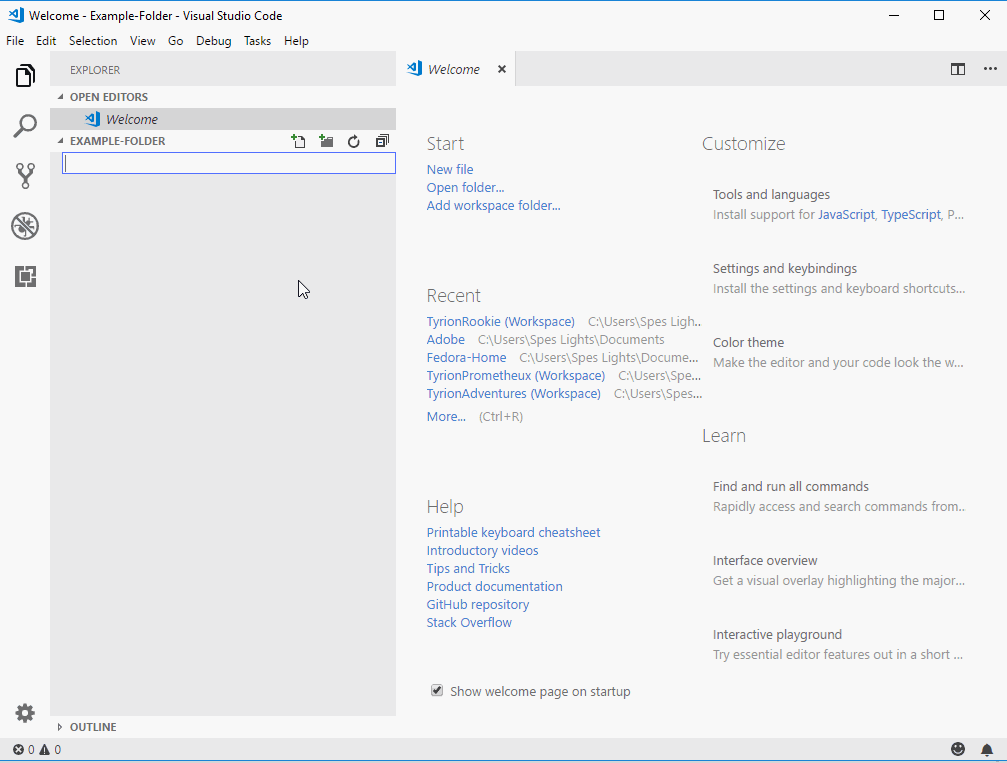 Welcome - Example-Folder - Visual Studio Code
File Edit Selection View Go Debug Tasks Help
EXPLORER
OPEN EDITORS
Welcome
EXAMPLE-FOLDER
Welcome
Start
New file
Open folder...
Add workspace folder...
Recent
TyrionRookie (Workspace) C:\Users\Spes Ligh..
Adobe C:\Users\Spes Lights\Documents
Fedora-Home C:\Users\Spes Lights\Docume...
TyrionPrometheux (Workspace) C:\Users\Spe...
TyrionAdventures (Workspace) C:\Users\Spes...
More... (Ctrl+R)
Help
Printable keyboard cheatsheet
Introductory videos
Tips and Tricks
Product documentation
GitHub repository
Stack Overflow
Show welcome page on startup
Customize
Tools and languages
Install support for JavaScript, TypeScript, P...
Settings and keybindings
Install the settings and keyboard shortcuts...
Color theme
Make the editor and your code look the w...
Learn
Find and run all commands
Rapidly access and search commands from..
Interface overview
Get a visual overlay highlighting the major...
Interactive playground
Try essential editor features out in a short ...
OUTLINE
0 0